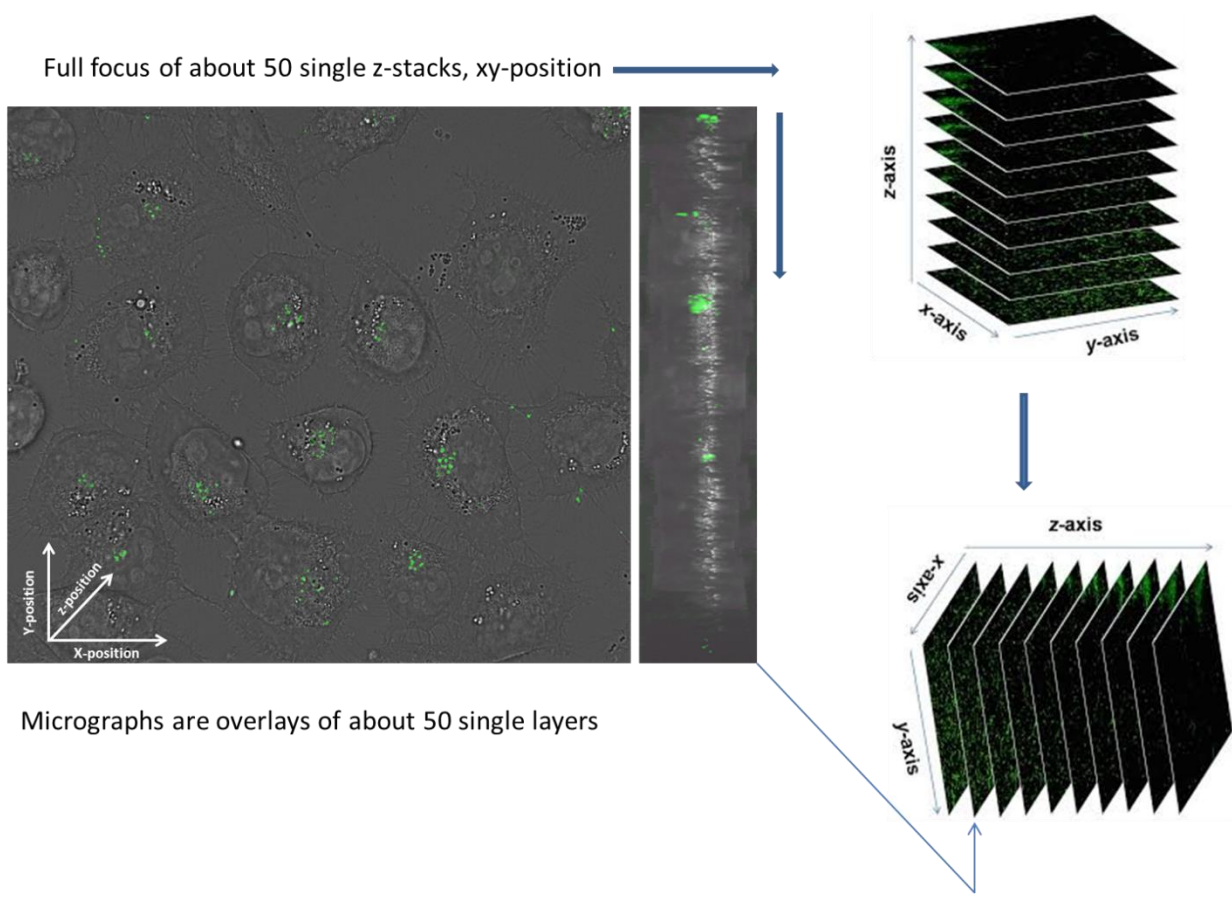 Full focus of about 50 single z-stacks, xy-position
z-axis
x-axis
y-axis
Y-position
z-position
X-position
z-axis
x-axis
y-axis
Micrographs are overlays of about 50 single layers